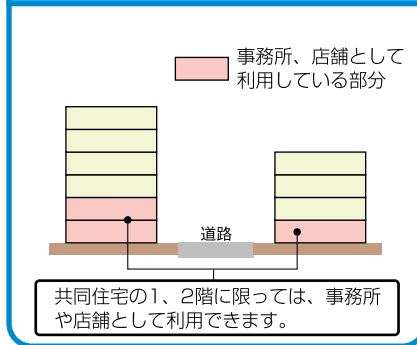 事務所、店舗として
利用している部分
道路
共同住宅の1、2階に限っては、事務所
や店舗として利用できます。